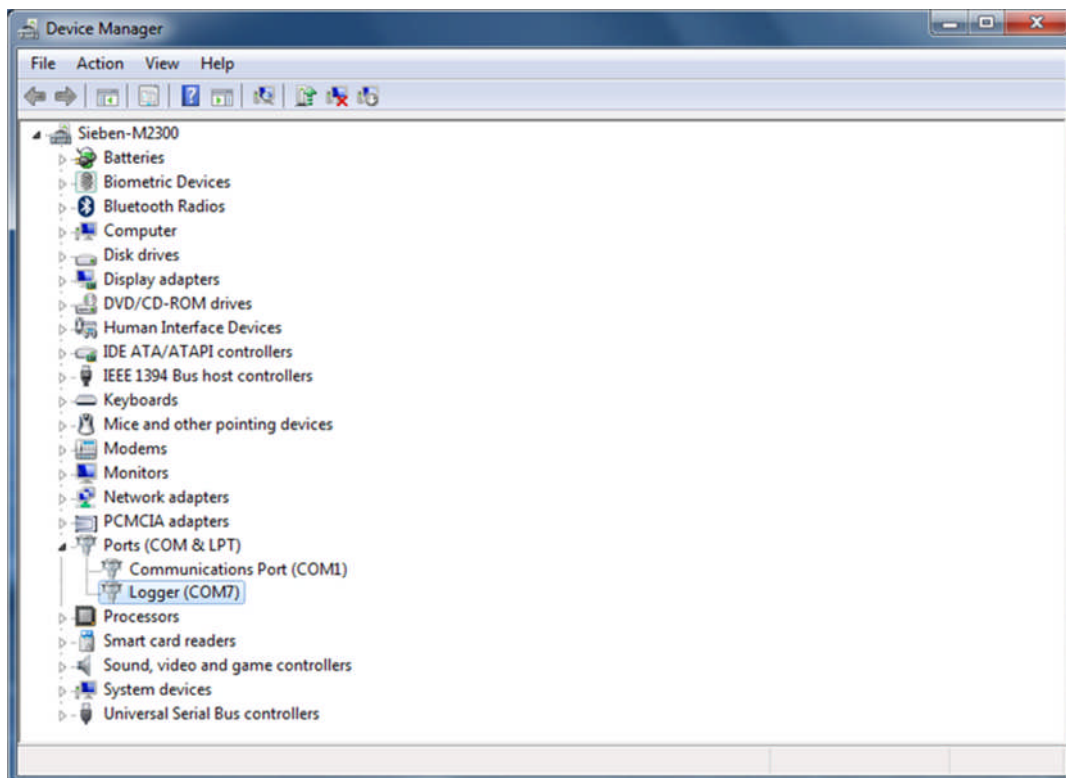 Device Manager
File Action View Help
Sieben-M2300
Batteries
Biometric Devices
Bluetooth Radios
Computer
Disk drives
Display adapters
DVD/CD-ROM drives
Human Interface Devices
IDE ATA/ATAPI controllers
IEEE 1394 Bus host controllers
Keyboards
Mice and other pointing devices
Modems
Monitors
Network adapters
PCMCIA adapters
Ports (COM & LPT)
Communications Port (COM1)
Logger (COM7)
Processors
Smart card readers
Sound, video and game controllers
System devices
Universal Serial Bus controllers